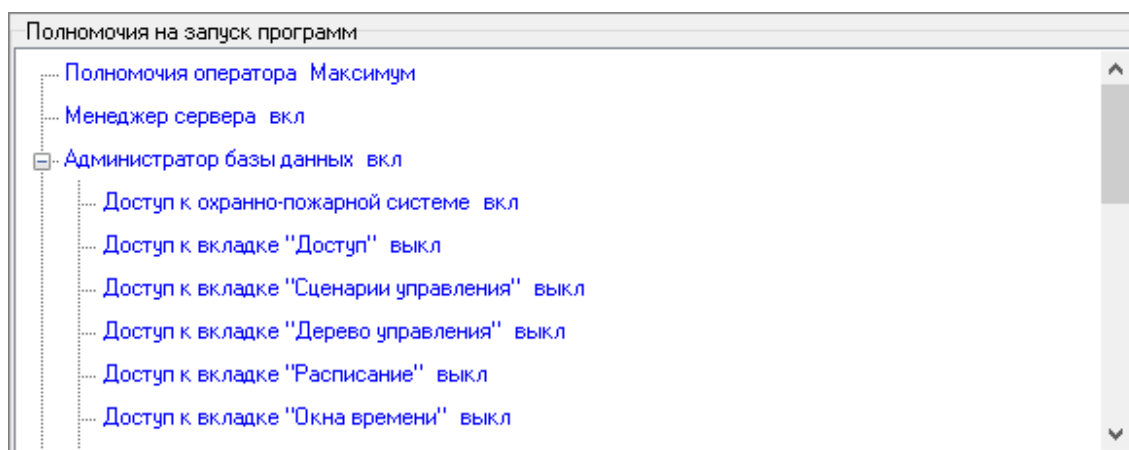 Полномочия на запуск программ
Полномочия оператора Максимум
Менеджер сервера вкл
Администратор базы данных вкл
Доступ к охранно-пожарной системе вкл
Доступ к вкладке "Доступ" выкл
Доступ к вкладке "Сценарии управления" выкл
Доступ к вкладке "Дерево управления" выкл
Доступ к вкладке "Расписание" выкл
Доступ к вкладке "Окна времени" выкл